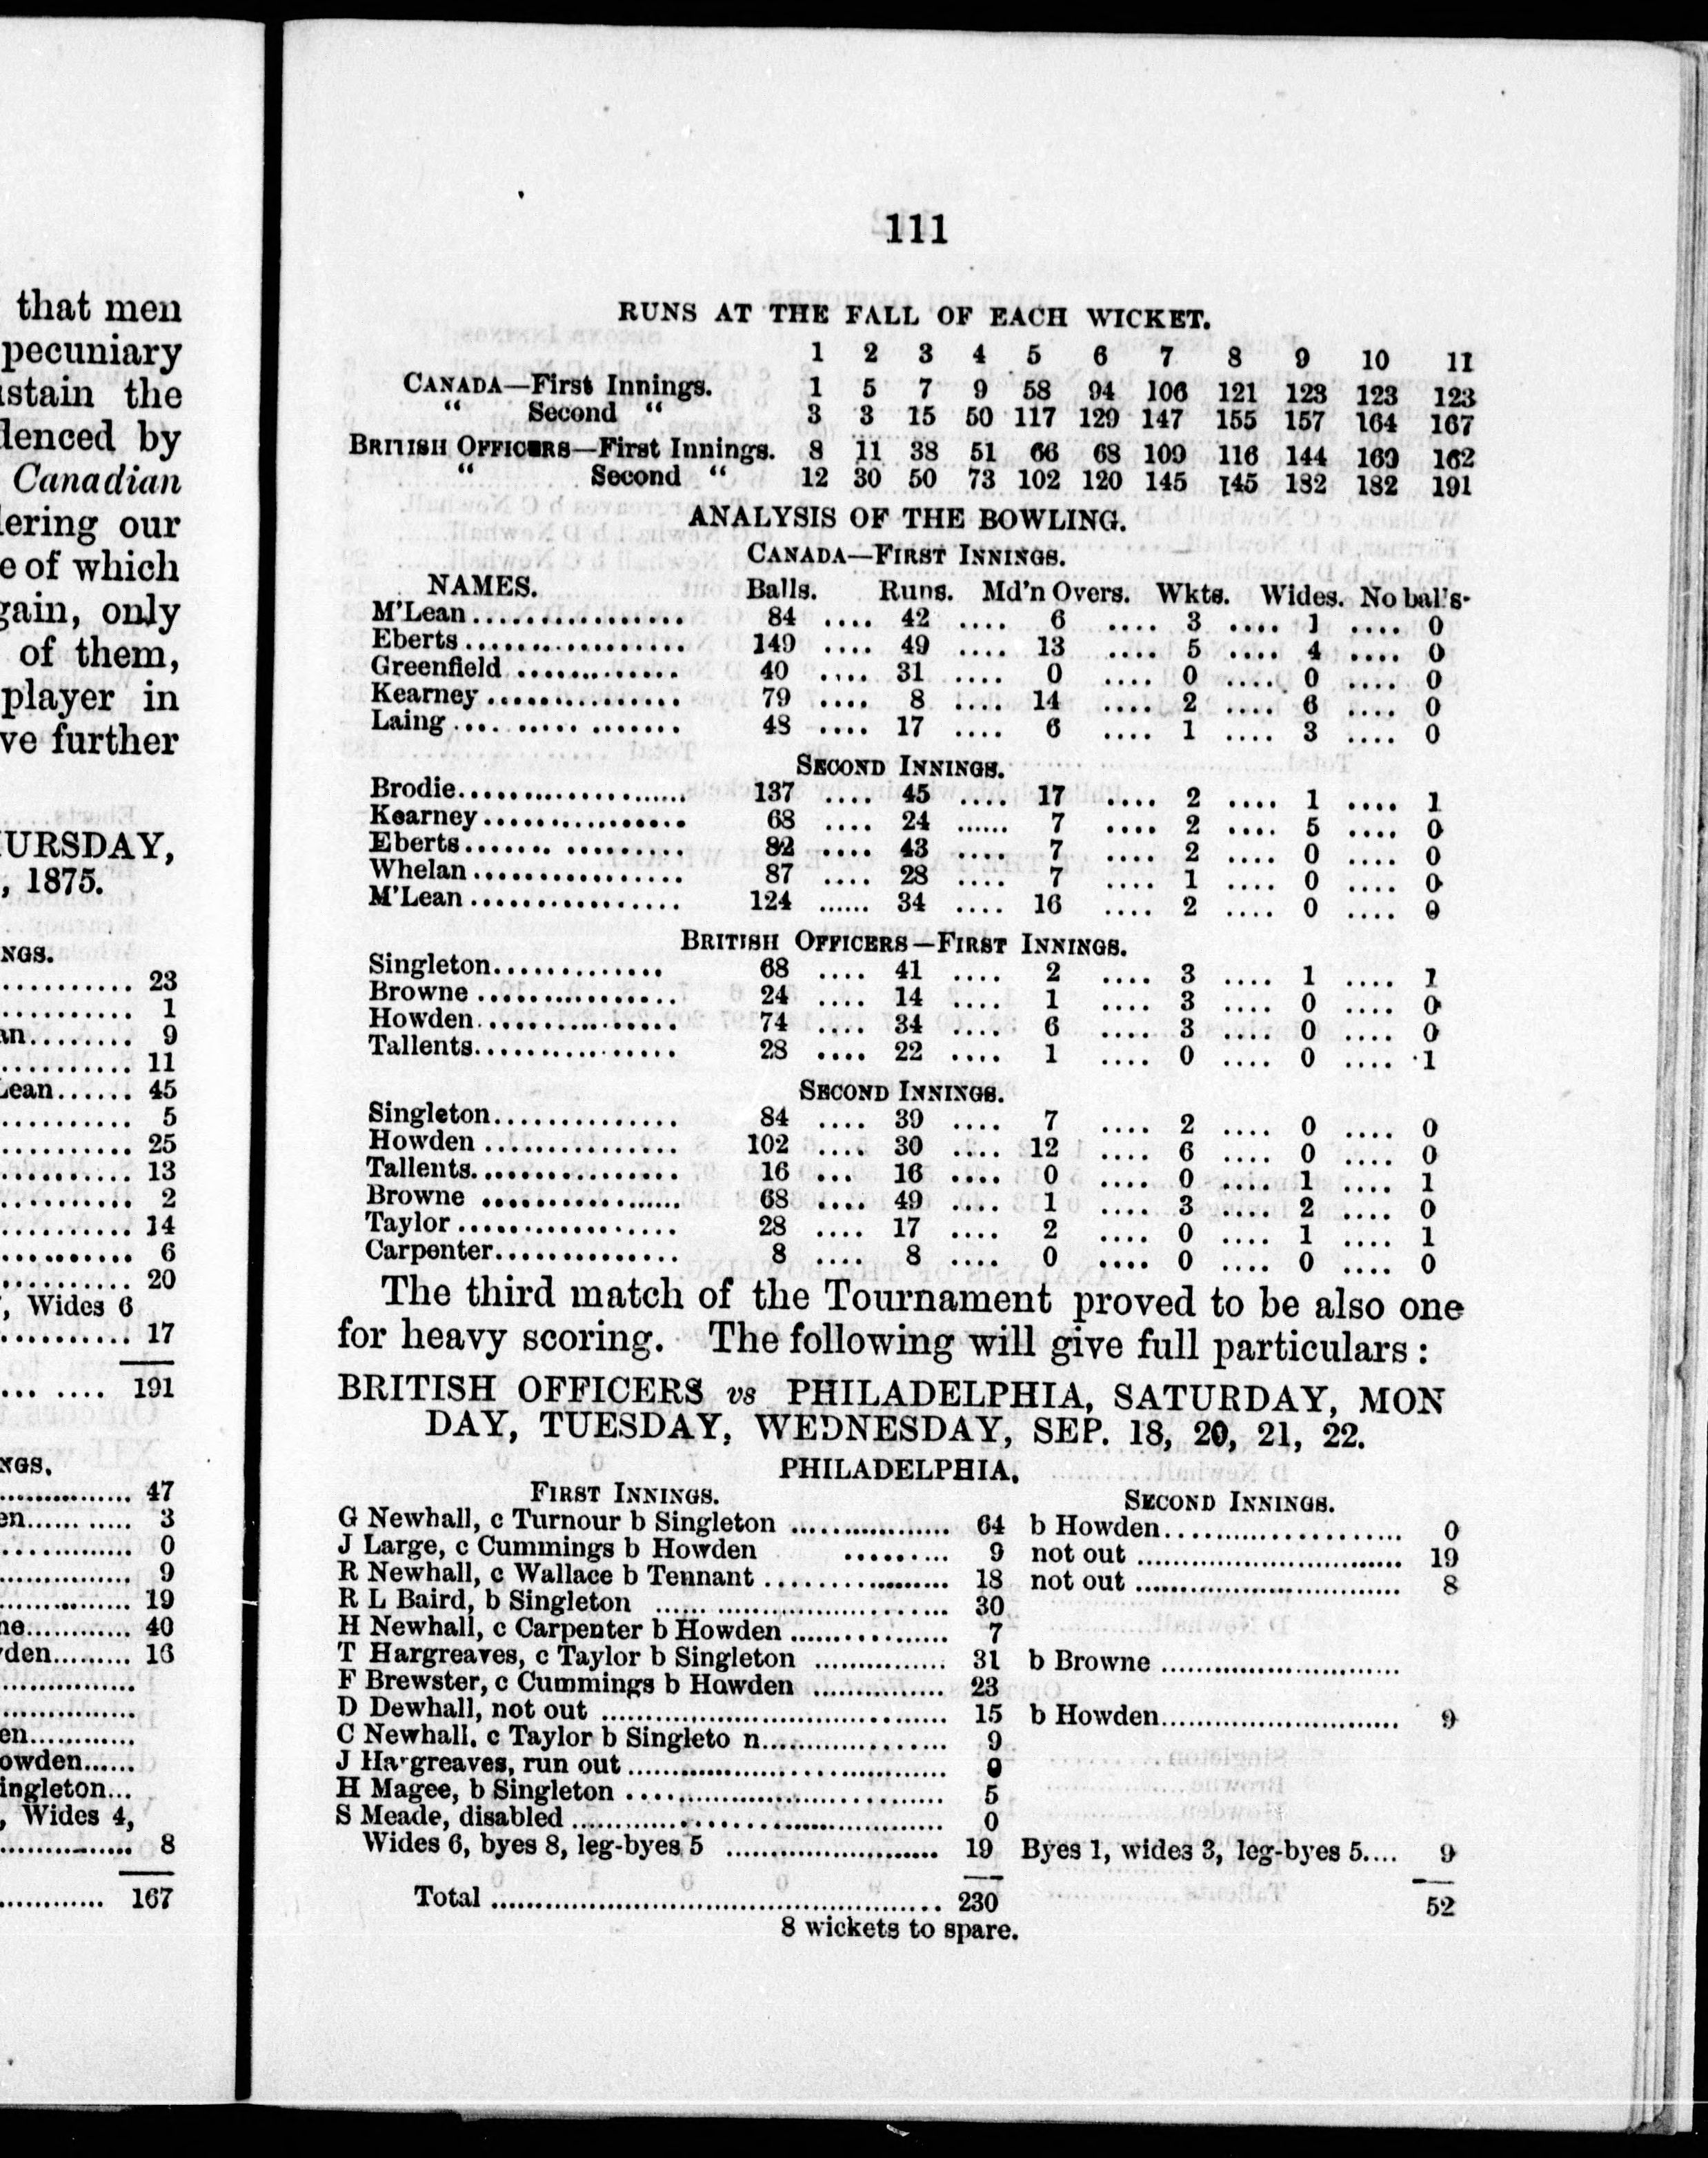 that men
pecuniary
stain the
denced by
Canadian
lering our
e of which
gain, only
of them,
player in
ve further
URSDAY,
, 1875.
NGS.
.......... 23
.......... 1
an........ 9
.......... 11
Lean...... 45
.......... 5
.......... 25
.......... 13
.......... 2
.......... 14
.......... 6
.......... 20
, Wides 6
.......... 17
... .... 191
NGS.
............... 47
en...... ..... 3
.............. 0
.............. 9
.............. 19
ne............ 40
den......... 16
en............
owden......
ingleton...
, Wides 4,
............... 8
............ 167
111
RUNS AT THE FALL OF EACH WICKET.
1 2 3 4 5 6 7 8 9 10 11
CANADA—First Innings. 1 5 7 9 58 94 106 121 123 123 123
“ Second “ 3 3 15 50 117 129 147 155 157 164 167
BRITISH OFFICERS—First Innings. 8 11 38 51 66 68 109 116 144 160 162
“ Second “ 12 30 50 73 102 120 145 145 182 182 191
ANALYSIS OF THE BOWLING.
CANADA—FIRST INNINGS.
NAMES. Balls. Runs. Md'n Overs. Wkts. Wides. No bal's·
M'Lean................ 84 .... 42 .... 6 .... 3 .... 1 .... 0
Eberts................. 149 .... 49 .... 13 .... 5 .... 4 .... 0
Greenfield ............ 40 .... 31 .... 0 .... 0 .... 0 .... 0
Kearney ............... 79 .... 8 .... 14 .... 2 .... 6 .... 0
Laing .... ...... ....... 48 .... 17 .... 6 .... 1 .... 3 .... 0
SECOND INNINGS.
Brodie..................... 137 .... 45 .... 17 .... 2 .... 1 .... 1
Kearney................ 68 .... 24 ...... 7 .... 2 .... 5 .... 0
Eberts....... ......... 82 .... 43 .... 7 .... 2 .... 0 .... 0
Whelan................ 87 .... 28 .... 7 .... 1 .... 0 .... 0
M'Lean................ 124 ...... 34 .... 16 .... 2 .... 0 .... 0
BRITISH OFFICERS—FIRST INNINGS.
Singleton............. 68 .... 41 .... 2 .... 3 .... 1 .... 1
Browne ............... 24 .... 14 .... 1 .... 3 .... 0 .... 0
Howden............... 74 .... 34 .... 6 .... 3 .... 0 .... 0
Tallents............... 28 .... 22 .... 1 .... 0 .... 0 .... 1
SECOND INNINGS.
Singleton.............. 84 .... 39 .... 7 .... 2 .... 0 .... 0
Howden ............... 102 .... 30 .... 12 .... 6 .... 0 .... 0
Tallents................ 16 ... 16 .... 0 .... 0 .... 1 .... 1
Browne ................. 68 .... 49 .... 1 .... 3 .... 2 .... 0
Taylor................. 28 .... 17 .... 2 .... 0 .... 1 .... 1
Carpenter.............. 8 .... 8 .... 0 .... 0 .... 0 .... 0
The third match of the Tournament proved to be also one
for heavy scoring. The following will give full particulars :
BRITISH OFFICERS vs PHILADELPHIA, SATURDAY, MON
DAY, TUESDAY, WEDNESDAY, SEP. 18, 20, 21, 22.
PHILADELPHIA.
FIRST INNINGS. SECOND INNINGS.
G Newhall, c Turnour b Singleton ................. 64 b Howden..................... 0
J Large, c Cummings b Howden ......... 9 not out ............................ 19
R Newhall, c Wallace b Tennant ................... 18 not out ............................ 8
R L Baird, b Singleton ............................... 30
H Newhall, c Carpenter b Howden ................. 7
T Hargreaves, c Taylor b Singleton ............... 31 b Browne .........................
F Brewster, c Cummings b Howden ............... 23
D Dewhall, not out ..................................... 15 b Howden......................... 9
C Newhall, c Taylor b Singleto n..................... 9
J Hargreaves, run out .................................. 0
H Magee, b Singleton .................................. 5
S Meade, disabled ........................................ 0
Wides 6, byes 8, leg-byes 5 ........................ 19 Byes 1, wides 3, leg-byes 5.... 9
Total ............................................... 230 52
8 wickets to spare.